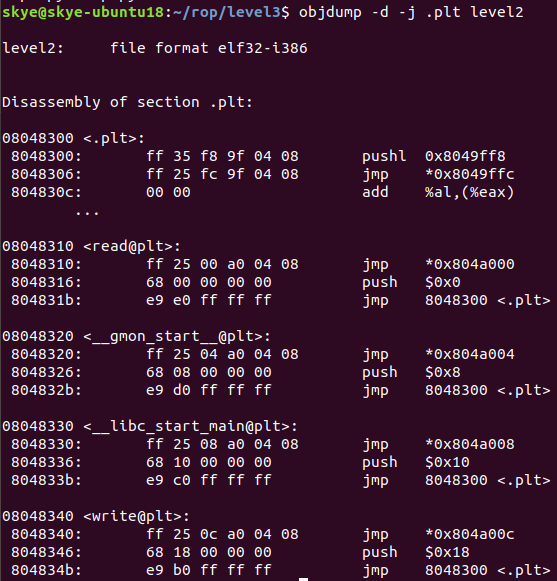 skye@skye-ubuntu18:~/rop/level3$ objdump -d -j .plt level2
level2:     file format elf32-i386
Disassembly of section .plt:
08048300 <.plt>:
 8048300:	ff 35 f8 9f 04 08    	pushl  0x8049ff8
 8048306:	ff 25 fc 9f 04 08    	jmp    *0x8049ffc
 804830c:	00 00                	add    %al,(%eax)
	...
08048310 <read@plt>:
 8048310:	ff 25 00 a0 04 08    	jmp    *0x804a000
 8048316:	68 00 00 00 00       	push   $0x0
 804831b:	e9 e0 ff ff ff       	jmp    8048300 <.plt>
08048320 <__gmon_start__@plt>:
 8048320:	ff 25 04 a0 04 08    	jmp    *0x804a004
 8048326:	68 08 00 00 00       	push   $0x8
 804832b:	e9 d0 ff ff ff       	jmp    8048300 <.plt>
08048330 <__libc_start_main@plt>:
 8048330:	ff 25 08 a0 04 08    	jmp    *0x804a008
 8048336:	68 10 00 00 00       	push   $0x10
 804833b:	e9 c0 ff ff ff       	jmp    8048300 <.plt>
08048340 <write@plt>:
 8048340:	ff 25 0c a0 04 08    	jmp    *0x804a00c
 8048346:	68 18 00 00 00       	push   $0x18
 804834b:	e9 b0 ff ff ff       	jmp    8048300 <.plt>